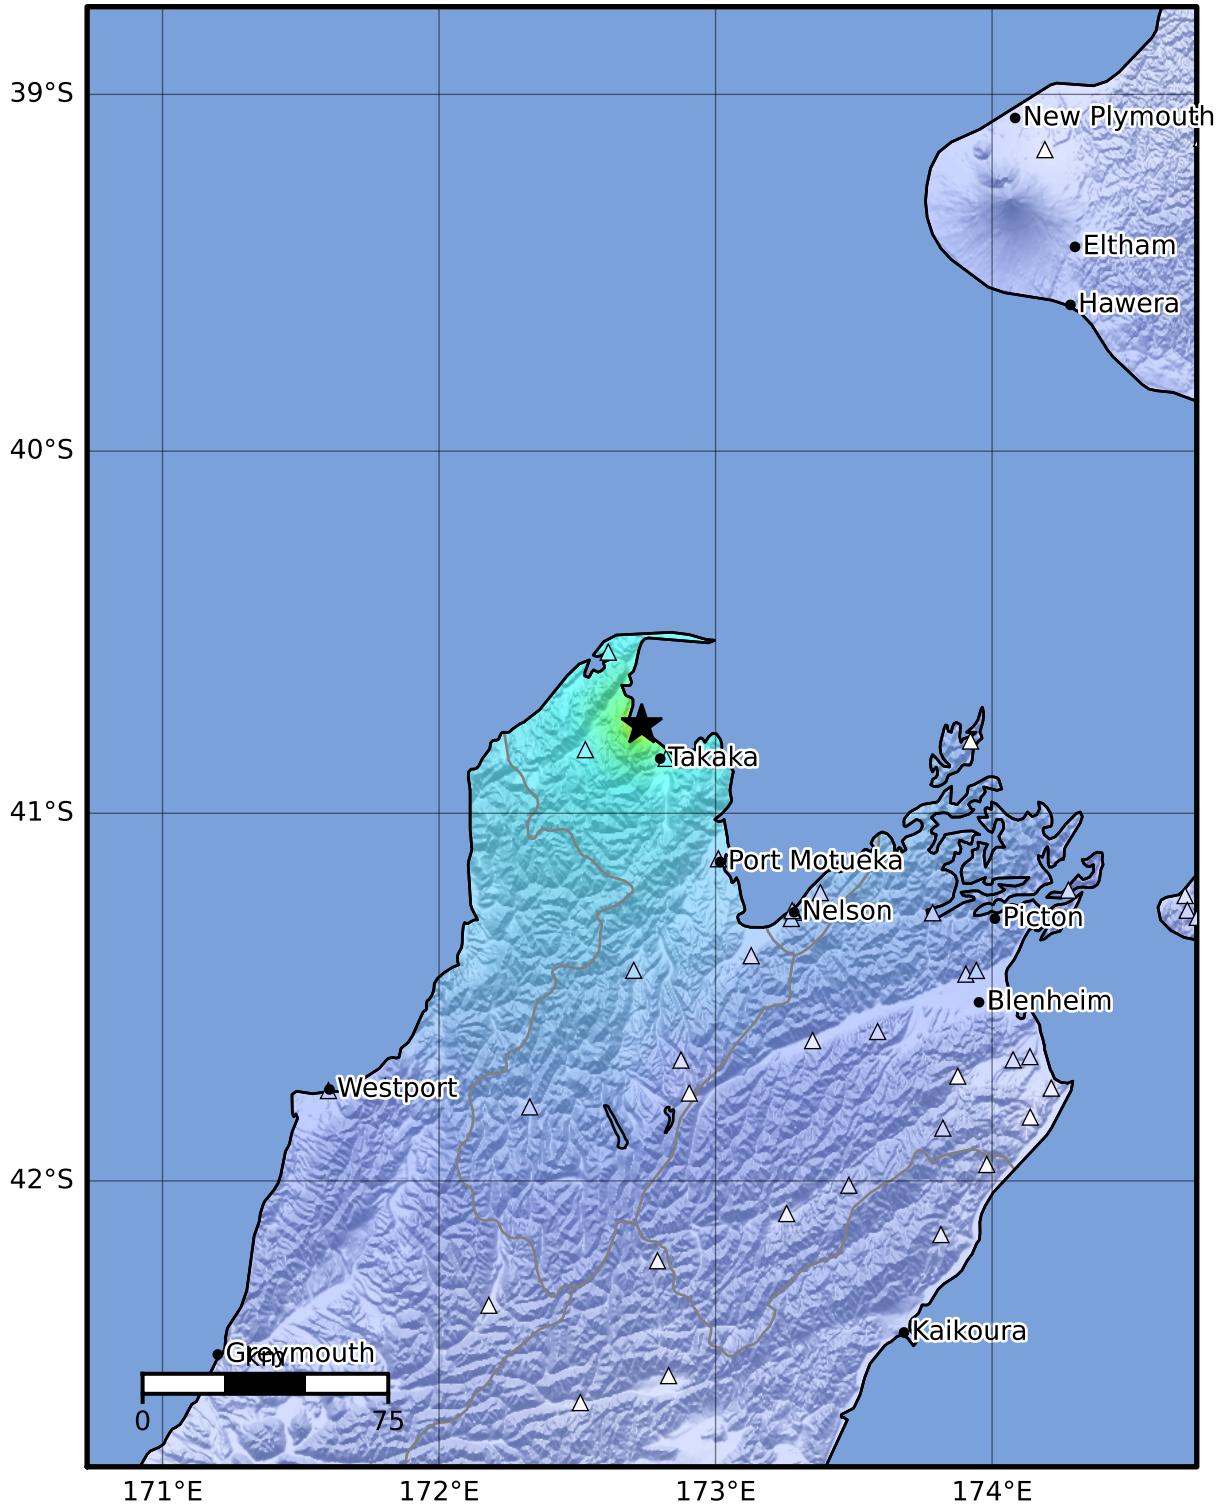 39°S
New Plymouth
Eltham
Hawera
40°S
Takaka
41°S
Port Motueka
Nelson
Picton
Blenheim
Westport
42°S
Kaikoura
Greymouth
km
0 75
171°E 172°E 173°E 174°E